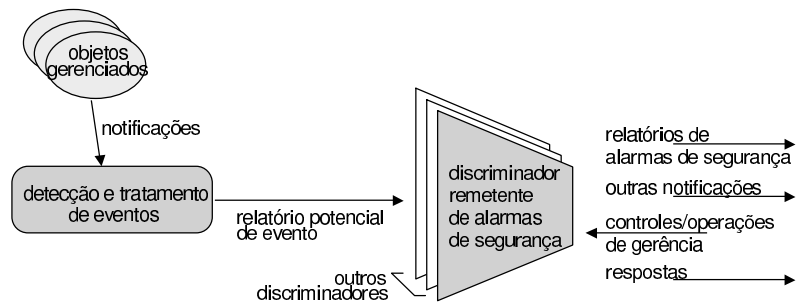 objetos
gerenciados
notificações
detecção e tratamento
de eventos
relatório potencial
de evento
discriminador
remetente
de alarmas
de segurança
outros
discriminadores
relatórios de
alarmas de segurança
outras notificações
controles/operações
de gerência
respostas